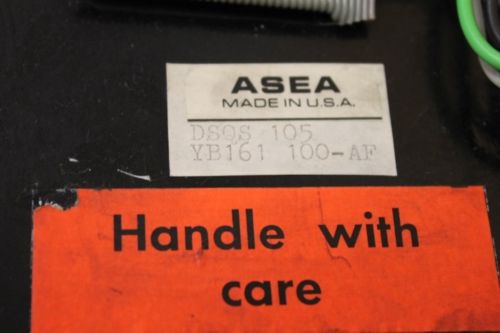 ASEA
MADE IN U.S.A.
DSQS 105
YB161 100-AF
Handle with
care